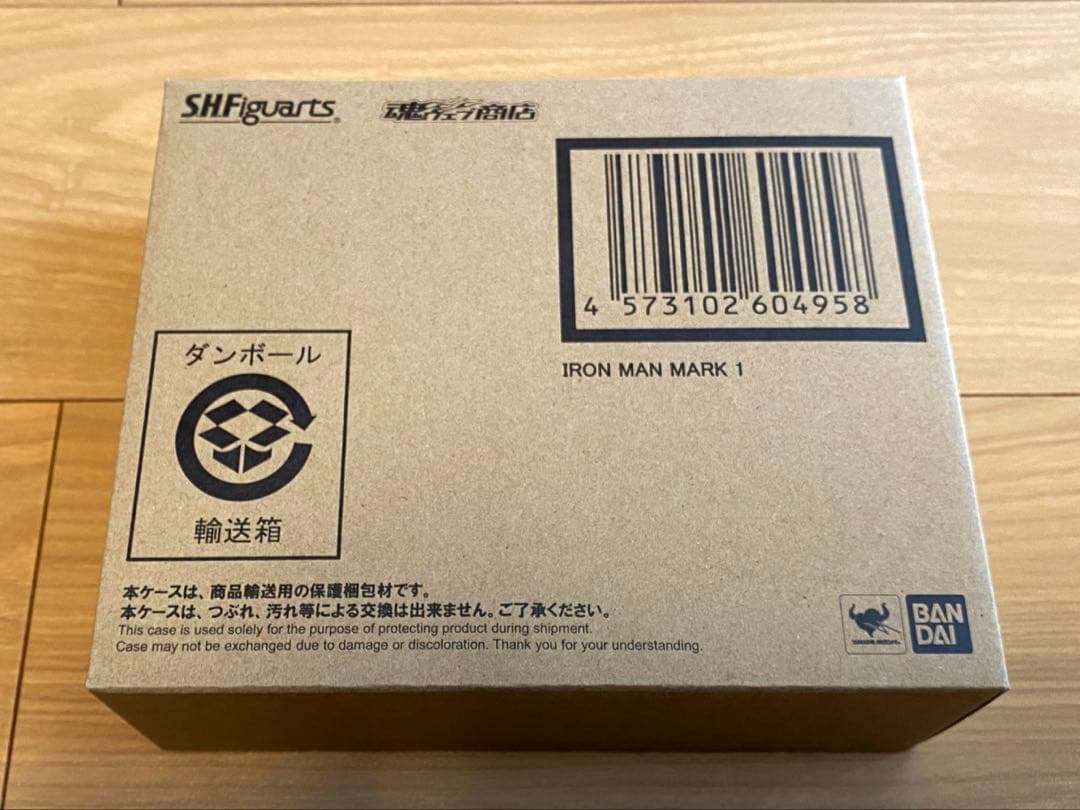 S.H.Figuarts®
魂ウェブ商店
4 573102 604958
IRON MAN MARK 1
ダンボール
輸送箱
本ケースは、商品輸送用の保護梱包材です。
本ケースは、つぶれ、汚れ等による交換は出来ません。ご了承ください。
This case is used solely for the purpose of protecting product during shipment.
Case may not be exchanged due to damage or discoloration. Thank you for your understanding.
TAMASHII NATIONS
BAN
DAI